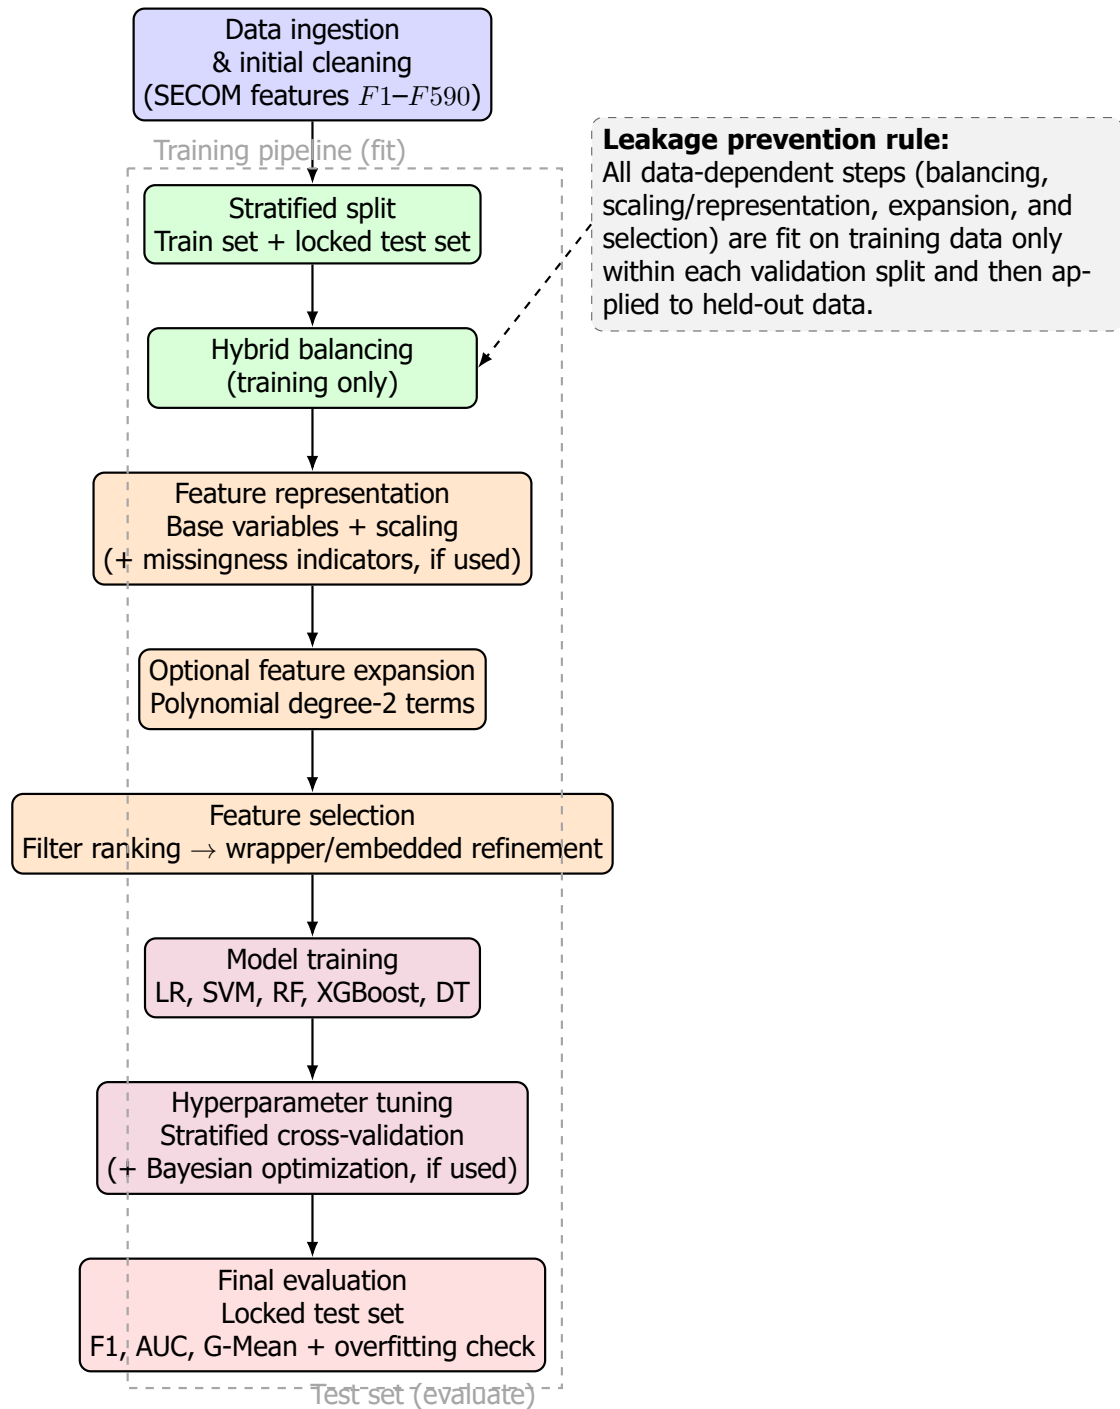 Data ingestion
& initial cleaning
(SECOM features F1–F590)
Training pipeline (fit)
Leakage prevention rule:
All data-dependent steps (balancing,
scaling/representation, expansion, and
selection) are fit on training data only
within each validation split and then ap-
plied to held-out data.
Stratified split
Train set + locked test set
Hybrid balancing
(training only)
Feature representation
Base variables + scaling
(+ missingness indicators, if used)
Optional feature expansion
Polynomial degree-2 terms
Feature selection
Filter ranking → wrapper/embedded refinement
Model training
LR, SVM, RF, XGBoost, DT
Hyperparameter tuning
Stratified cross-validation
(+ Bayesian optimization, if used)
Final evaluation
Locked test set
F1, AUC, G-Mean + overfitting check
Test set (evaluate)